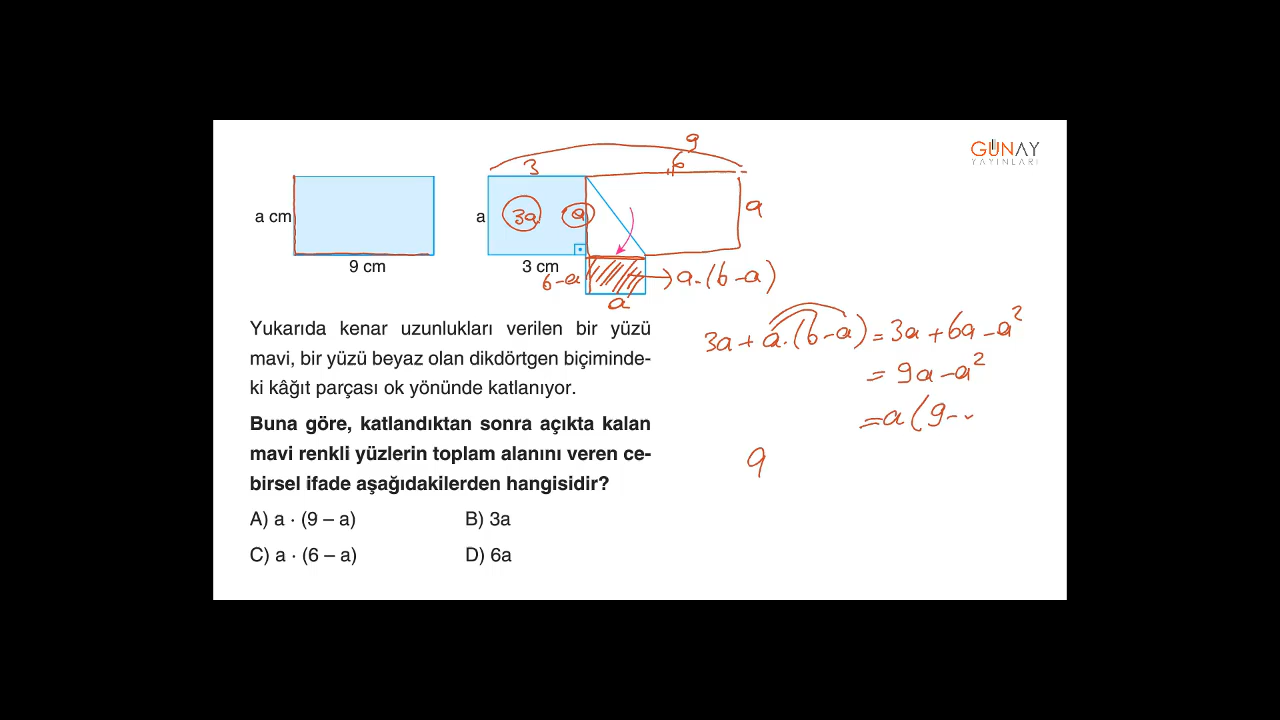 GÜNAY
YAYINLARI
9
3
6
a cm
a
3a
a
a
9 cm
3 cm
6-a
a.(6-a)
a
Yukarıda kenar uzunlukları verilen bir yüzü
mavi, bir yüzü beyaz olan dikdörtgen biçiminde-
ki kâğıt parçası ok yönünde katlanıyor.
Buna göre, katlandıktan sonra açıkta kalan
mavi renkli yüzlerin toplam alanını veren ce-
birsel ifade aşağıdakilerden hangisidir?
A) a · (9 – a)
B) 3a
C) a · (6 – a)
D) 6a
3a + a.(6-a) = 3a + 6a - a²
= 9a - a²
= a(9-